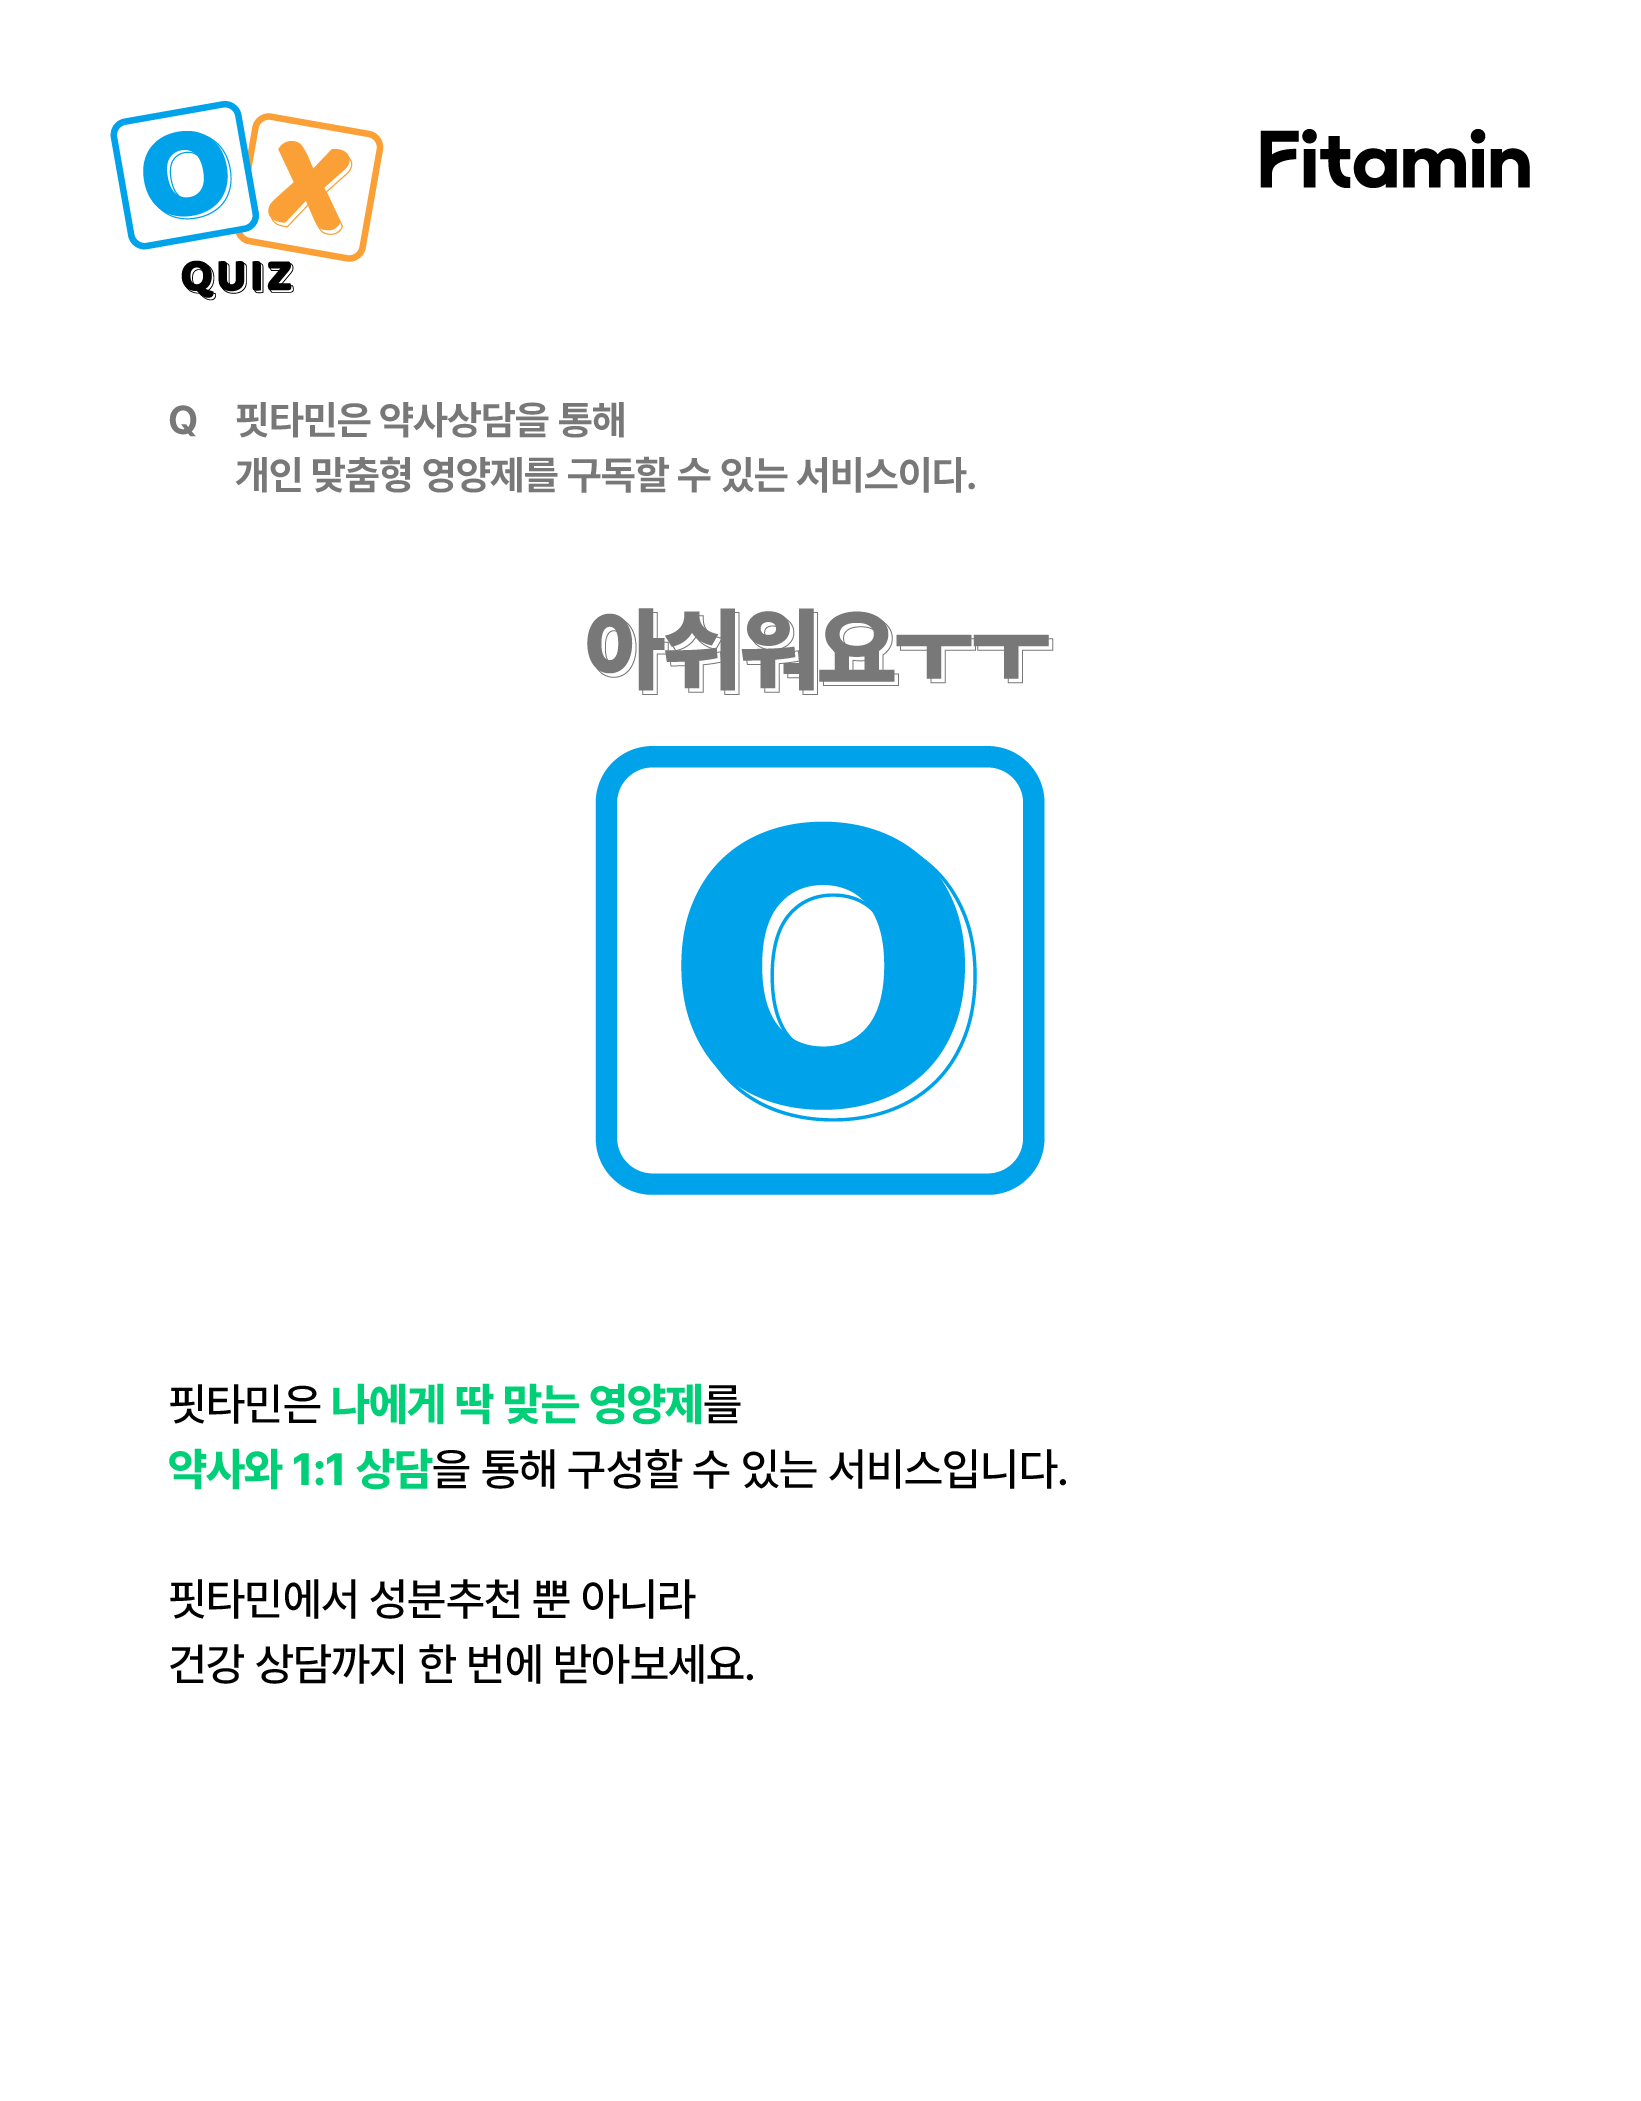 O X
QUIZ
Fitamin
Q 핏타민은 약사상담을 통해
개인 맞춤형 영양제를 구독할 수 있는 서비스이다.
아쉬워요ㅜㅜ
O
핏타민은 나에게 딱 맞는 영양제를
약사와 1:1 상담을 통해 구성할 수 있는 서비스입니다.
핏타민에서 성분추천 뿐 아니라
건강 상담까지 한 번에 받아보세요.